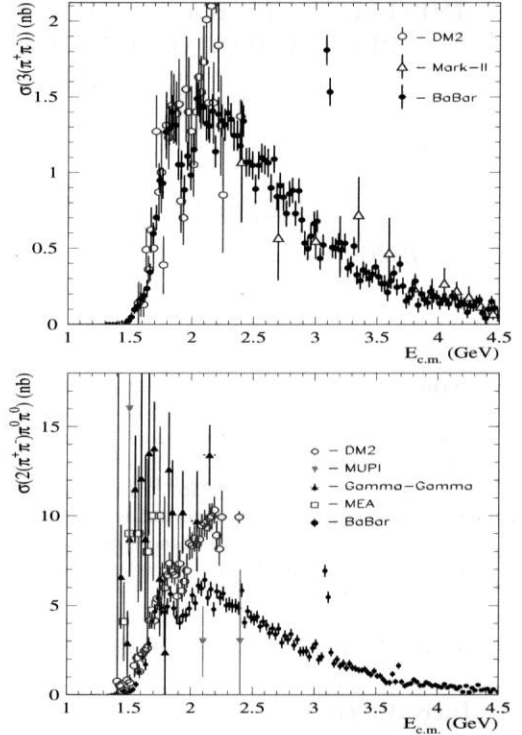 σ(3(π⁺π⁻)) (nb)
2
1.5
1
0.5
0
DM2
Mark-II
BaBar
1 1.5 2 2.5 3 3.5 4 4.5
E_c.m. (GeV)
σ(2(π⁺π⁻)π⁰π⁰) (nb)
15
10
5
0
DM2
MUPI
Gamma-Gamma
MEA
BaBar
1 1.5 2 2.5 3 3.5 4 4.5
E_c.m. (GeV)